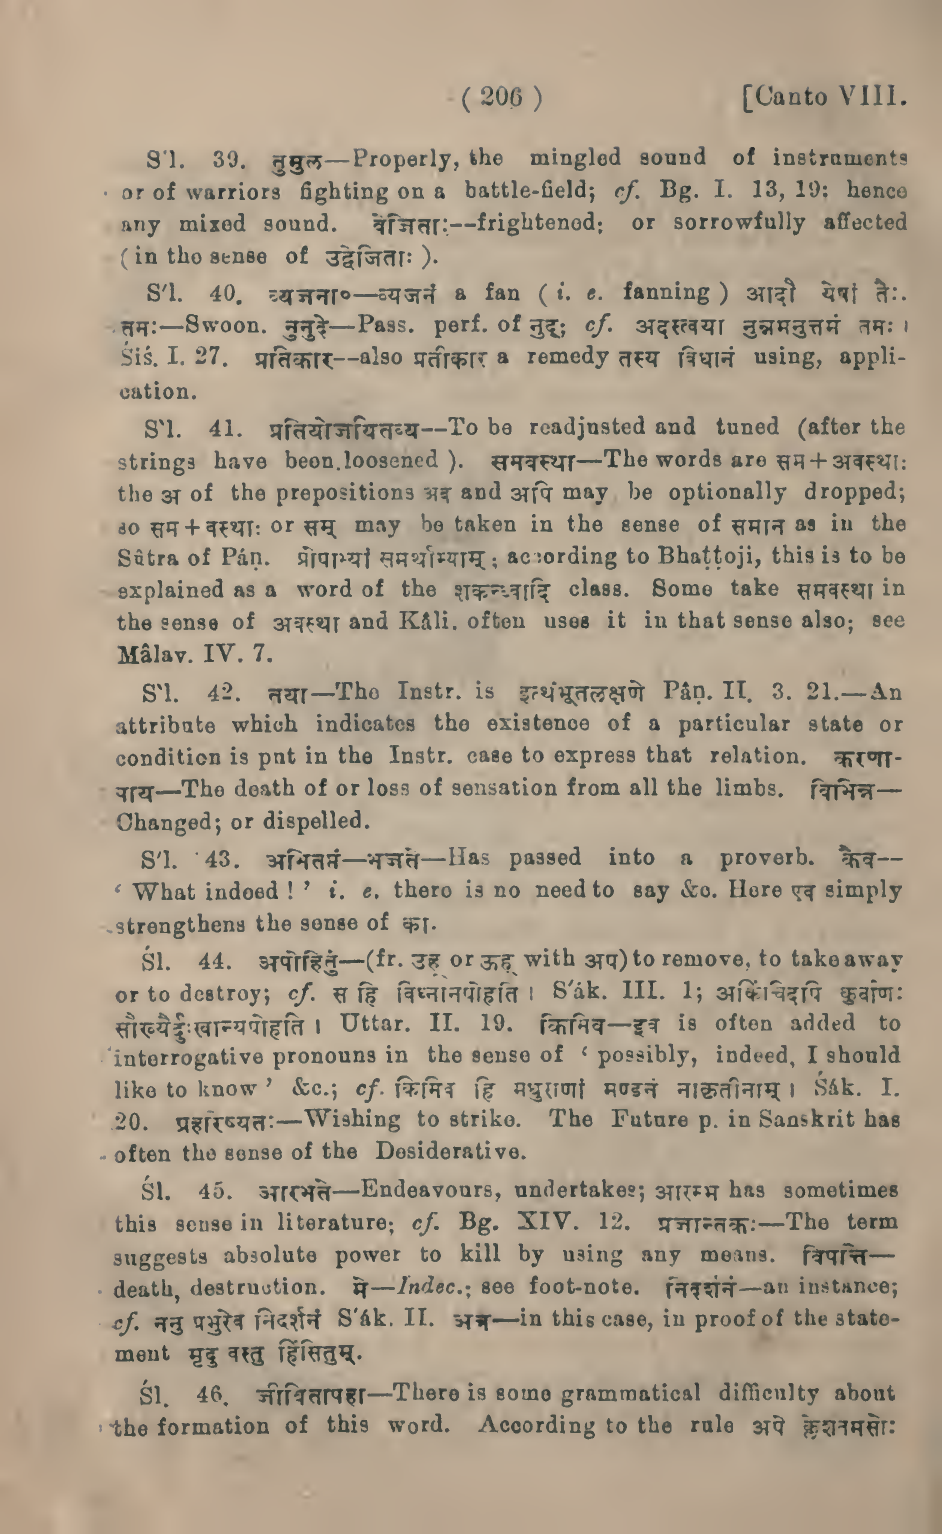 ( 206 ) [Canto VIII.
S'l. 39. तुमुल—Properly, the mingled sound of instruments
or of warriors fighting on a battle-field; cf. Bg. I. 13, 19: hence
any mixed sound. वेजिताः--frightened; or sorrowfully affected
( in the sense of उद्वेजिताः ).
S'l. 40. व्यजना०—व्यजनं a fan ( i. e. fanning ) आदौ येषां तैः.
तमः—Swoon. नुनुदे—Pass. perf. of नुद्; cf. अदस्त्वया नुन्नमनुत्तमं तमः ।
Śiś. I. 27. प्रतिकार--also प्रतीकार a remedy तस्य विधानं using, appli-
cation.
S'l. 41. प्रतियोजयितव्य--To be readjusted and tuned (after the
strings have been loosened ). समवस्था—The words are सम+अवस्थाः
the अ of the prepositions अव and अपि may be optionally dropped;
so सम+वस्थाः or सम् may be taken in the sense of समान as in the
Sûtra of Páṇ. प्रोपाभ्यां समर्थाभ्याम्; according to Bhaṭṭoji, this is to be
explained as a word of the शकन्ध्वादि class. Some take समवस्था in
the sense of अवस्था and Kâli. often uses it in that sense also; see
Mâlav. IV. 7.
S'l. 42. तया—The Instr. is इत्थंभूतलक्षणे Pâṇ. II. 3. 21.—An
attribute which indicates the existence of a particular state or
condition is pnt in the Instr. case to express that relation. करणा-
पाय—The death of or loss of sensation from all the limbs. विभिन्न—
Changed; or dispelled.
S'l. 43. अभितप्तं—भजते—Has passed into a proverb. कैव--
‘ What indeed ! ’ i. e. there is no need to say &c. Here एव simply
strengthens the sense of का.
Śl. 44. अपोहितुं—(fr. उह् or ऊह् with अप) to remove, to take away
or to destroy; cf. स हि विघ्नानपोहति । S'ák. III. 1; अकिंचिदपि कुर्वाणः
सौख्यैर्दुःखान्यपोहति । Uttar. II. 19. किमिव—इव is often added to
interrogative pronouns in the sense of ‘ possibly, indeed, I should
like to know ’ &c.; cf. किमिव हि मधुराणां मण्डनं नाकृतीनाम् । Śâk. I.
20. प्रहरिष्यतः—Wishing to strike. The Future p. in Sanskrit has
often the sense of the Desiderative.
Śl. 45. आरभते—Endeavours, undertakes; आरम्भ has sometimes
this sense in literature; cf. Bg. XIV. 12. प्रजान्तकः—The term
suggests absolute power to kill by using any means. विपत्ति—
death, destruction. मे—Indec.; see foot-note. निदर्शनं—an instance;
cf. ननु प्रभुरेव निदर्शनं S'ák. II. अत्र—in this case, in proof of the state-
ment मृदु वस्तु हिंसितुम्.
Śl. 46. जीवितापहा—There is some grammatical difficulty about
the formation of this word. According to the rule अपे क्लेशतमसोः